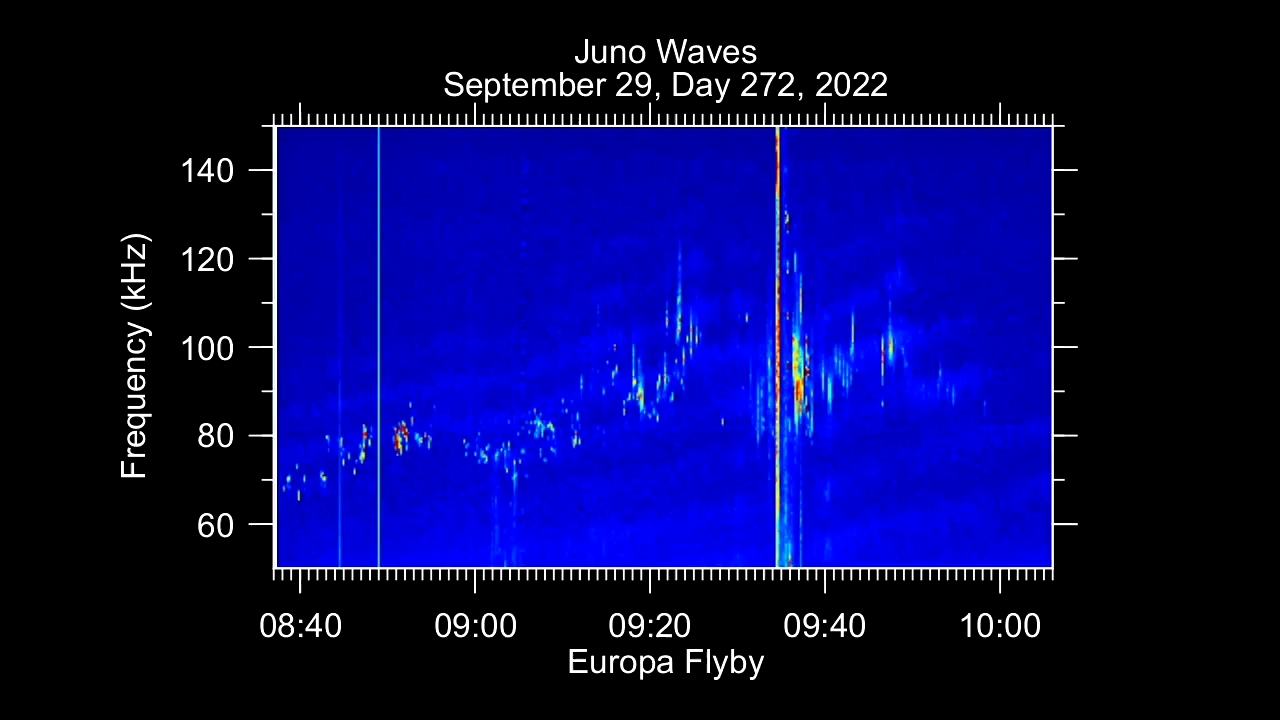 Juno Waves
September 29, Day 272, 2022
140
120
100
80
60
Frequency (kHz)
08:40 09:00 09:20 09:40 10:00
Europa Flyby